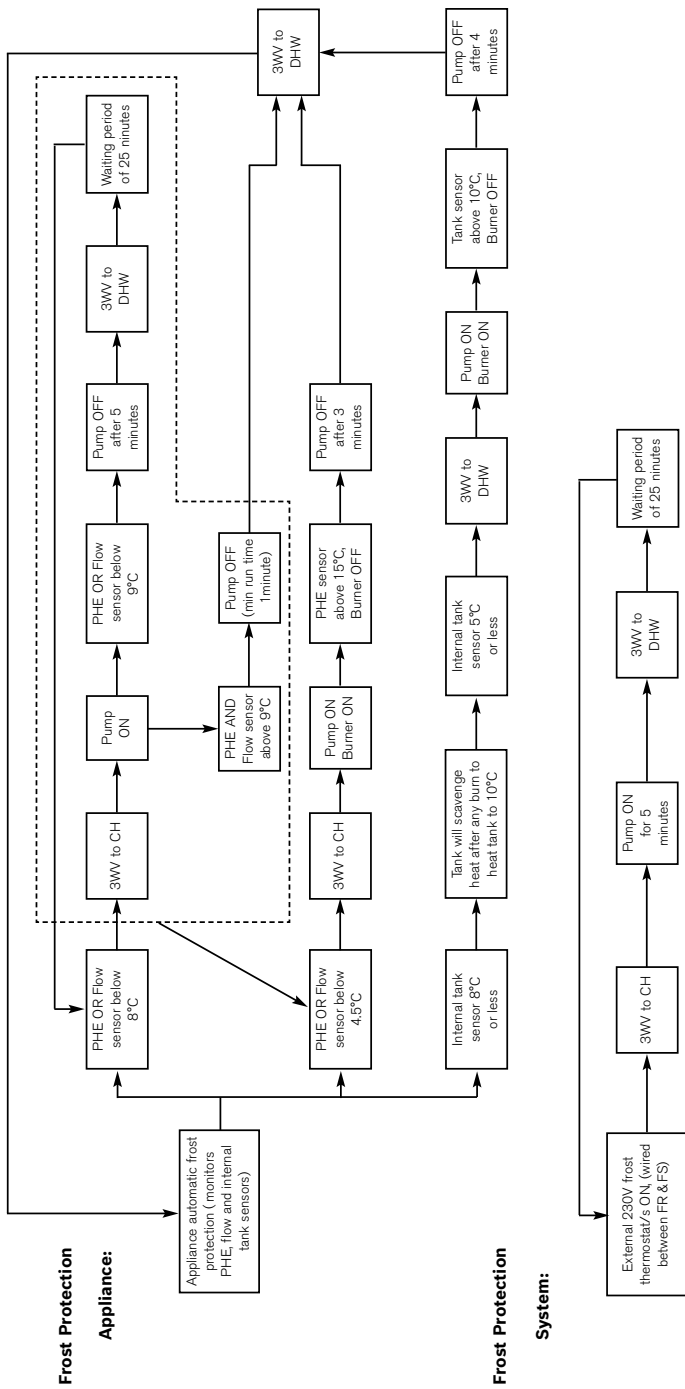 Frost Protection
Appliance:
Appliance automatic frost
protection ( monitors
PHE, flow and internal
tank sensors)
PHE OR Flow
sensor below
8°C
3WV to CH
Pump
ON
PHE OR Flow
sensor below
9°C
Pump OFF
after 5
minutes
3WV to
DHW
Waiting period
of 25 ninutes
PHE AND
Flow sensor
above 9°C
Pump OFF
(min run time
1minute)
3WV to
DHW
PHE OR Flow
sensor below
4.5°C
3WV to CH
Pump ON
Burner ON
PHE sensor
above 15°C,
Burner OFF
Pump OFF
after 3
minutes
Internal tank
sensor 8°C
or less
Tank will scavenge
heat after any burn to
heat tank to 10°C
Internal tank
sensor 5°C
or less
3WV to
DHW
Pump ON
Burner ON
Tank sensor
above 10°C,
Burner OFF
Pump OFF
after 4
minutes
Frost Protection
System:
External 230V frost
thermostat/s ON, (wired
between FR & FS)
3WV to CH
Pump ON
for 5
minutes
3WV to
DHW
Waiting period
of 25 minutes